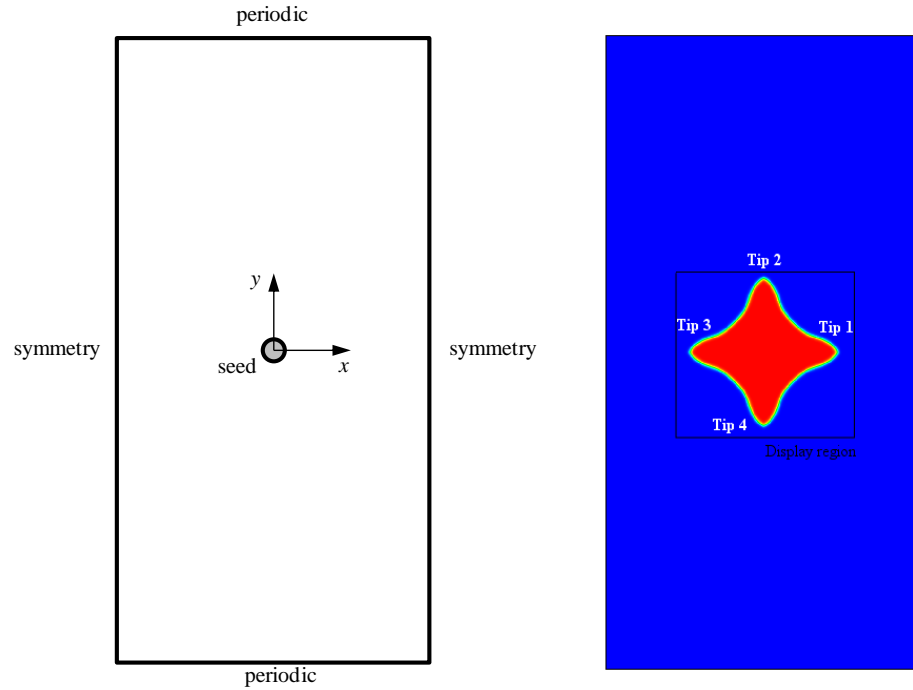 periodic
y
symmetry
seed
x
symmetry
periodic
Tip 2
Tip 3
Tip 1
Tip 4
Display region